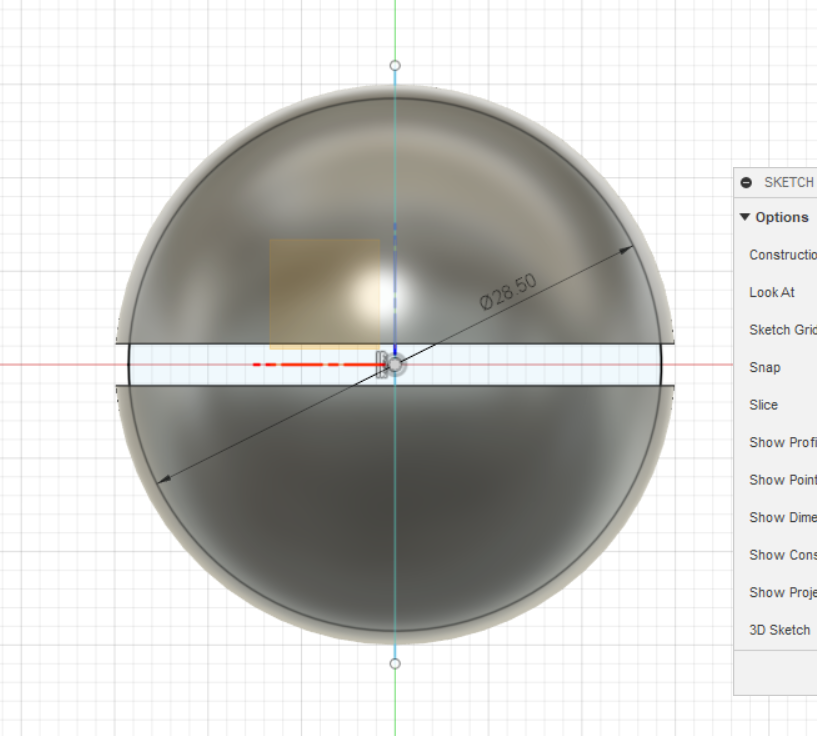 SKETCH
Options
Constructio
Look At
Sketch Grid
Snap
Slice
Show Profi
Show Point
Show Dime
Show Cons
Show Proje
3D Sketch
Ø28.50